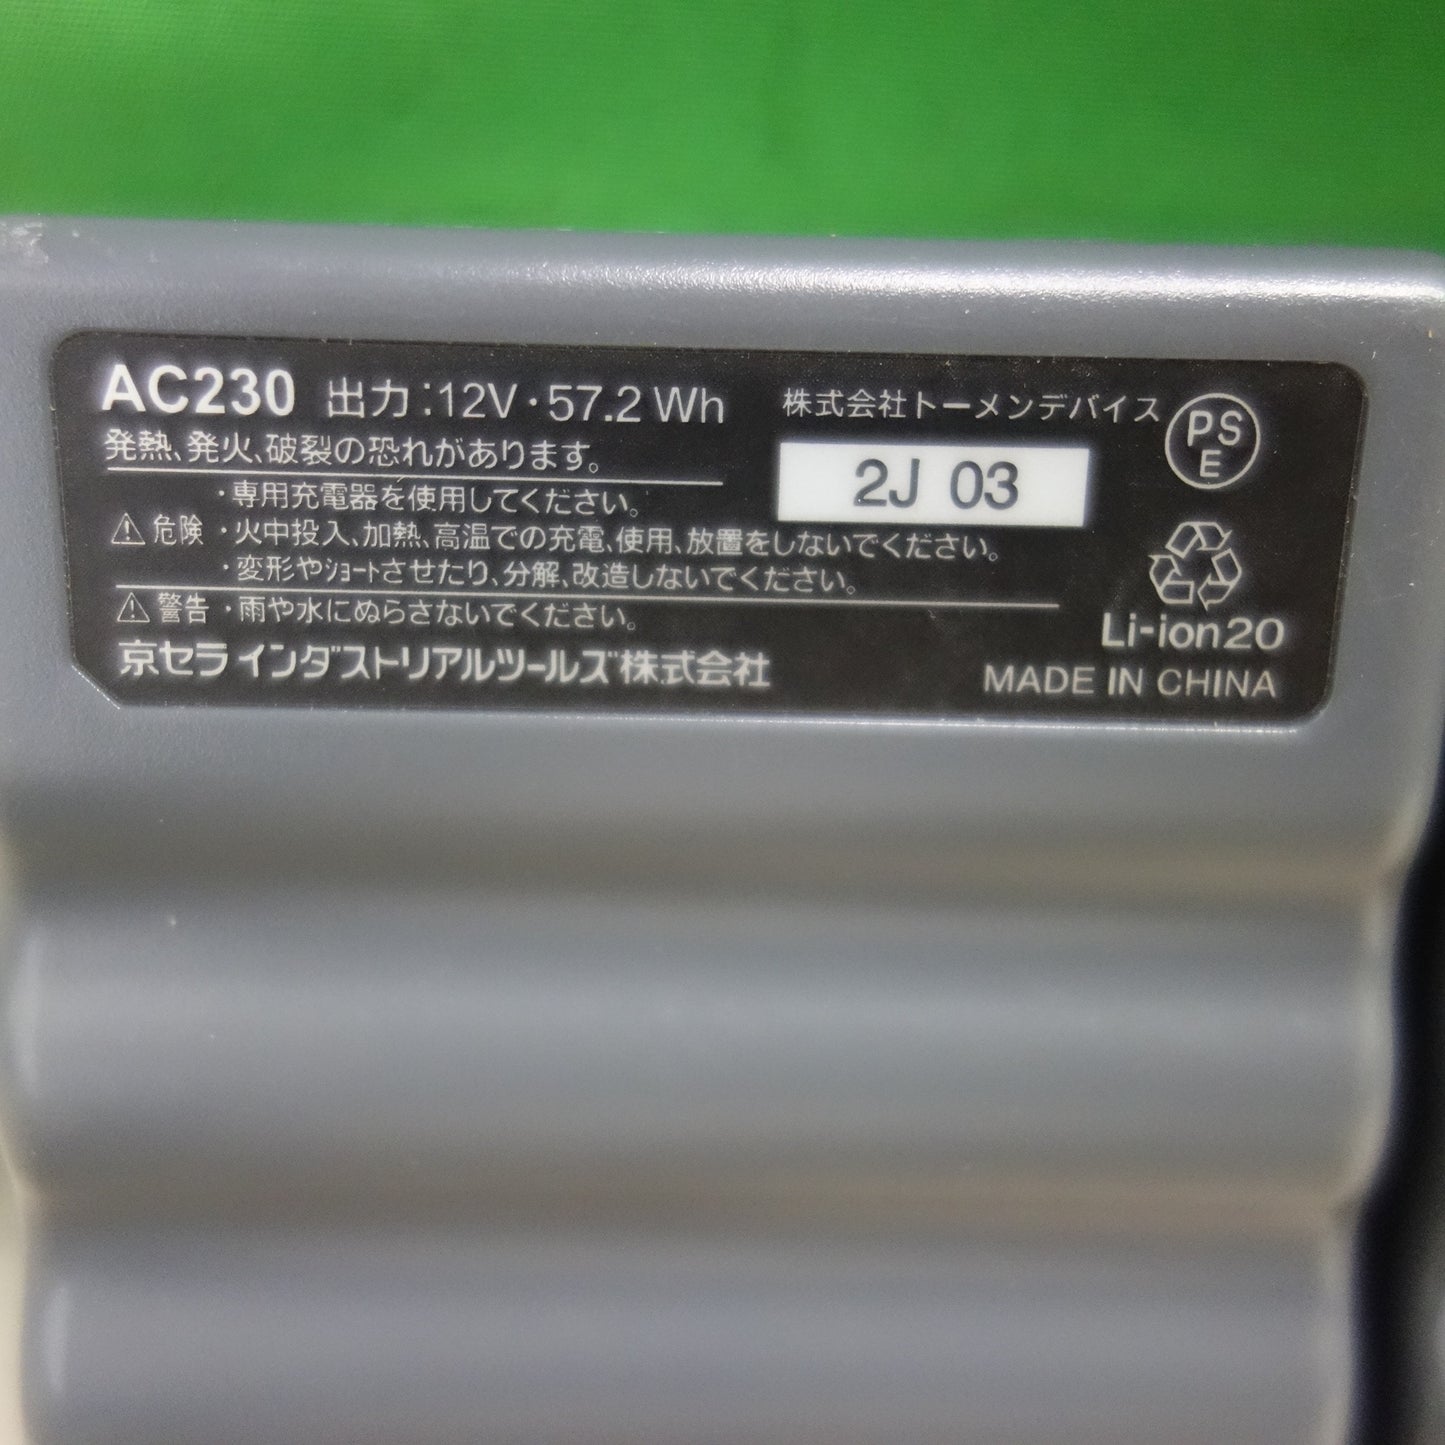 AC230 出力:12V・57.2Wh
発熱、発火、破裂の恐れがあります。
・専用充電器を使用してください。
⚠危険 ・火中投入、加熱、高温での充電、使用、放置をしないでください。
・変形やショートさせたり、分解、改造しないでください。
⚠警告 ・雨や水にぬらさないでください。
京セラ インダストリアルツールズ株式会社
株式会社トーメンデバイス
PS
E
2J 03
Li-ion20
MADE IN CHINA